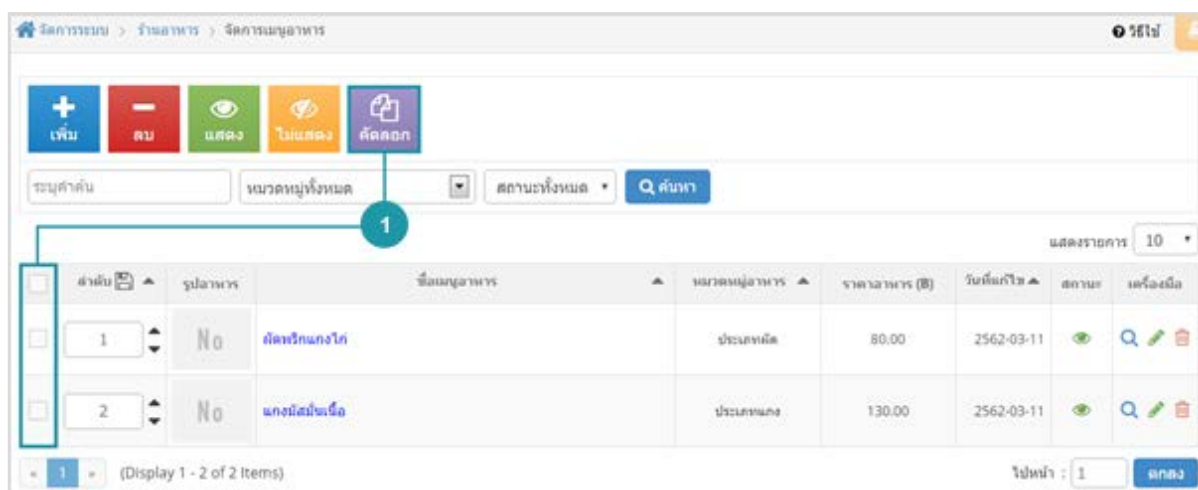 จัดการระบบ > ร้านอาหาร > จัดการเมนูอาหาร
วิธีใช้
เพิ่ม ลบ แสดง ไม่แสดง คัดลอก
ระบุคำค้น หมวดหมู่ทั้งหมด สถานะทั้งหมด ค้นหา
1
แสดงรายการ 10
ลำดับ รูปอาหาร ชื่อเมนูอาหาร หมวดหมู่อาหาร ราคาอาหาร (฿) วันที่แก้ไข สถานะ เครื่องมือ
1 No ผัดพริกแกงไก่ ประเภทผัด 80.00 2562-03-11
2 No แกงมัสมั่นเนื้อ ประเภทแกง 130.00 2562-03-11
« 1 » (Display 1 - 2 of 2 Items) ไปหน้า : 1 ตกลง